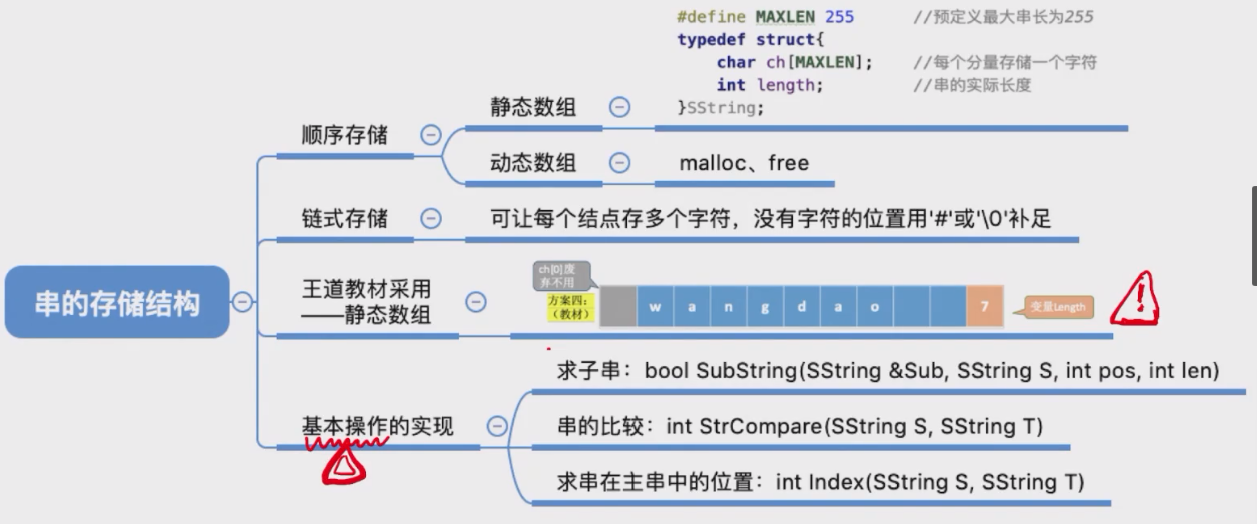 #define MAXLEN 255 //预定义最大串长为255
typedef struct{
char ch[MAXLEN]; //每个分量存储一个字符
int length; //串的实际长度
}SString;
静态数组
顺序存储
动态数组
malloc、free
链式存储
可让每个结点存多个字符，没有字符的位置用'#'或'\0'补足
串的存储结构
王道教材采用
——静态数组
ch[0]废
弃不用
方案四：
（教材）
w a n g d a o 7
变量Length
基本操作的实现
求子串：bool SubString(SString &Sub, SString S, int pos, int len)
串的比较：int StrCompare(SString S, SString T)
求串在主串中的位置：int Index(SString S, SString T)